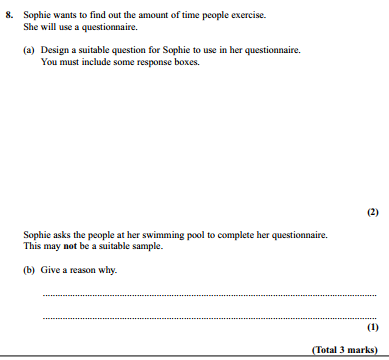 8. Sophie wants to find out the amount of time people exercise.
She will use a questionnaire.
(a) Design a suitable question for Sophie to use in her questionnaire.
You must include some response boxes.
(2)
Sophie asks the people at her swimming pool to complete her questionnaire.
This may not be a suitable sample.
(b) Give a reason why.
(1)
(Total 3 marks)